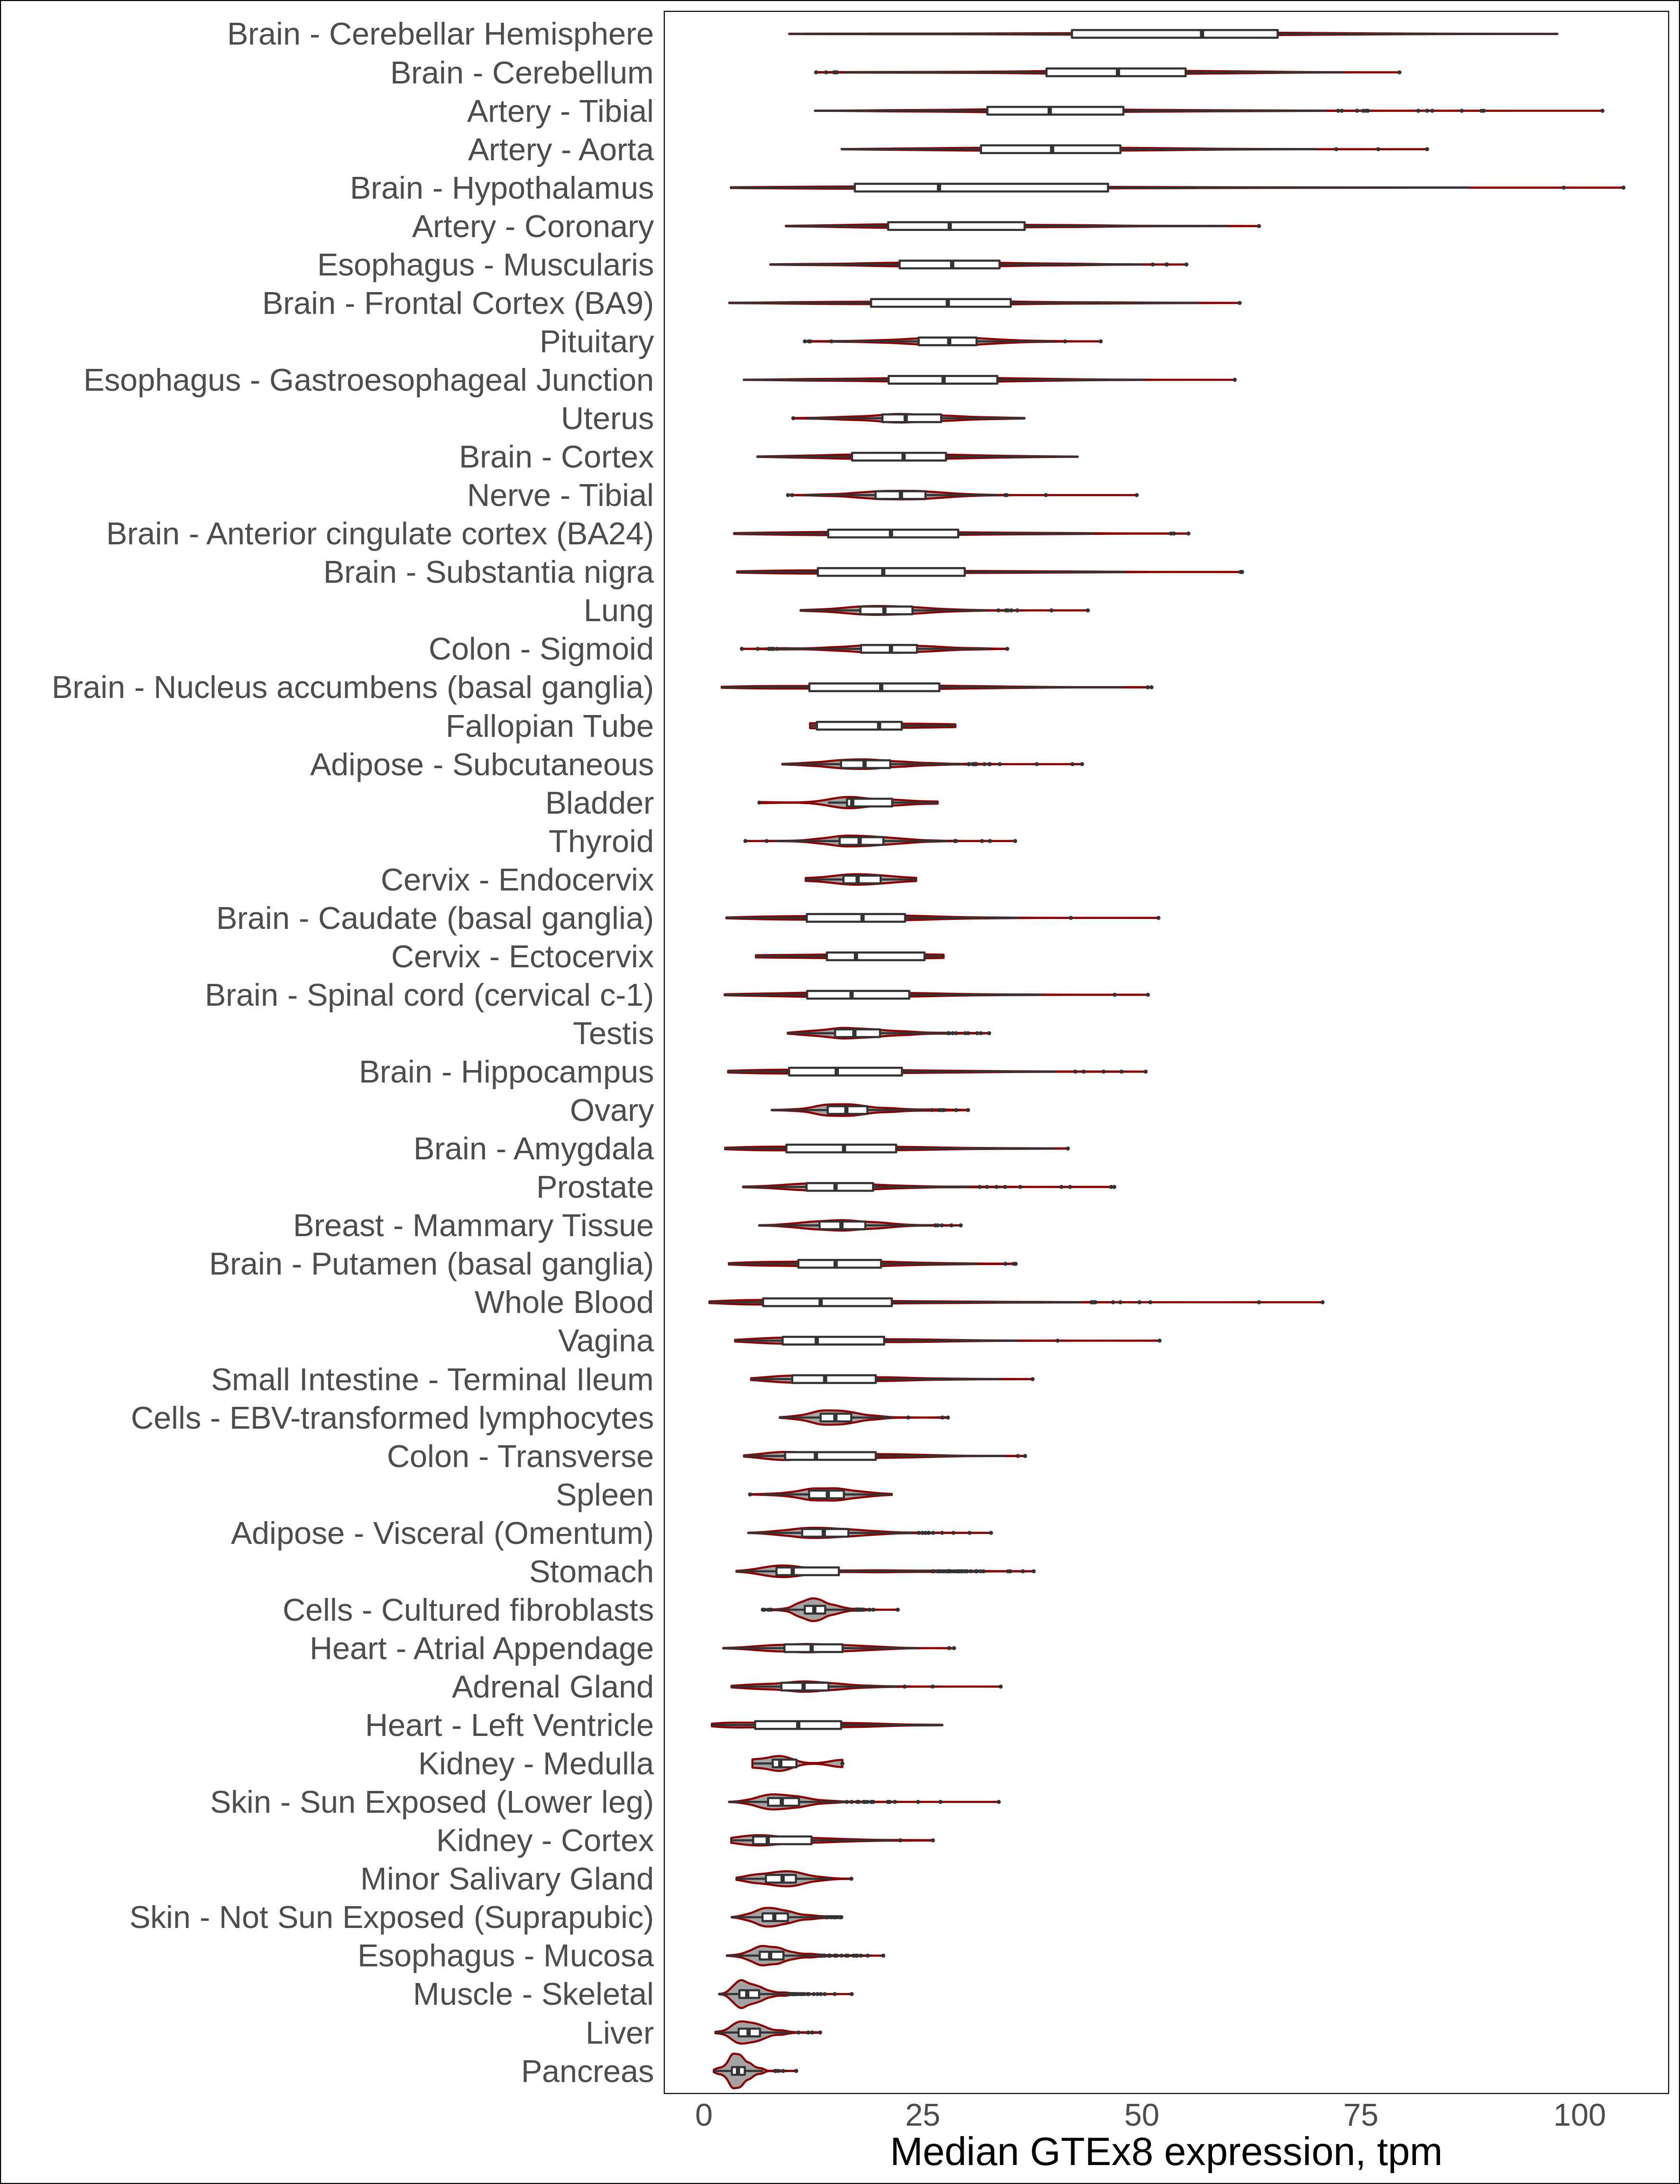 Brain - Cerebellar Hemisphere
Brain - Cerebellum
Artery - Tibial
Artery - Aorta
Brain - Hypothalamus
Artery - Coronary
Esophagus - Muscularis
Brain - Frontal Cortex (BA9)
Pituitary
Esophagus - Gastroesophageal Junction
Uterus
Brain - Cortex
Nerve - Tibial
Brain - Anterior cingulate cortex (BA24)
Brain - Substantia nigra
Lung
Colon - Sigmoid
Brain - Nucleus accumbens (basal ganglia)
Fallopian Tube
Adipose - Subcutaneous
Bladder
Thyroid
Cervix - Endocervix
Brain - Caudate (basal ganglia)
Cervix - Ectocervix
Brain - Spinal cord (cervical c-1)
Testis
Brain - Hippocampus
Ovary
Brain - Amygdala
Prostate
Breast - Mammary Tissue
Brain - Putamen (basal ganglia)
Whole Blood
Vagina
Small Intestine - Terminal Ileum
Cells - EBV-transformed lymphocytes
Colon - Transverse
Spleen
Adipose - Visceral (Omentum)
Stomach
Cells - Cultured fibroblasts
Heart - Atrial Appendage
Adrenal Gland
Heart - Left Ventricle
Kidney - Medulla
Skin - Sun Exposed (Lower leg)
Kidney - Cortex
Minor Salivary Gland
Skin - Not Sun Exposed (Suprapubic)
Esophagus - Mucosa
Muscle - Skeletal
Liver
Pancreas
0 25 50 75 100
Median GTEx8 expression, tpm